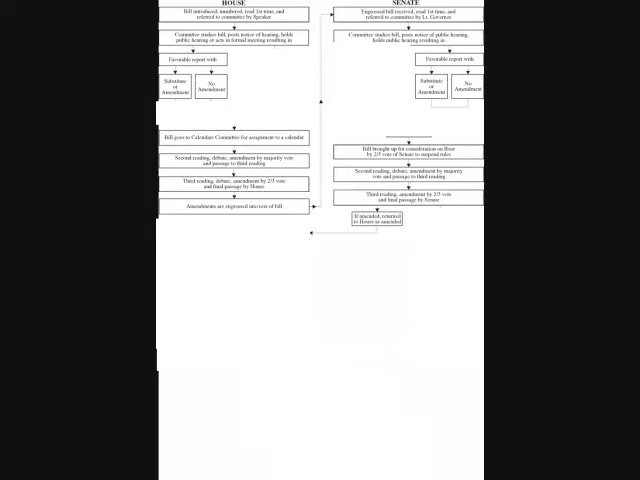 HOUSE
Bill introduced, numbered, read 1st time, and
referred to committee by Speaker
Committee studies bill, posts notice of hearing, holds
public hearing or acts in formal meeting resulting in
Favorable report with
Substitute
or
Amendment
No
Amendment
Bill goes to Calendars Committee for assignment to a calendar
Second reading, debate, amendment by majority vote
and passage to third reading
Third reading, debate, amendment by 2/3 vote
and final passage by House
Amendments are engrossed into text of bill
SENATE
Engrossed bill received, read 1st time, and
referred to committee by Lt. Governor
Committee studies bill, posts notice of public hearing,
holds public hearing resulting in
Favorable report with
Substitute
or
Amendment
No
Amendment
Bill brought up for consideration on floor
by 2/3 vote of Senate to suspend rules
Second reading, debate, amendment by majority
vote and passage to third reading
Third reading, amendment by 2/3 vote
and final passage by Senate
If amended, returned
to House as amended